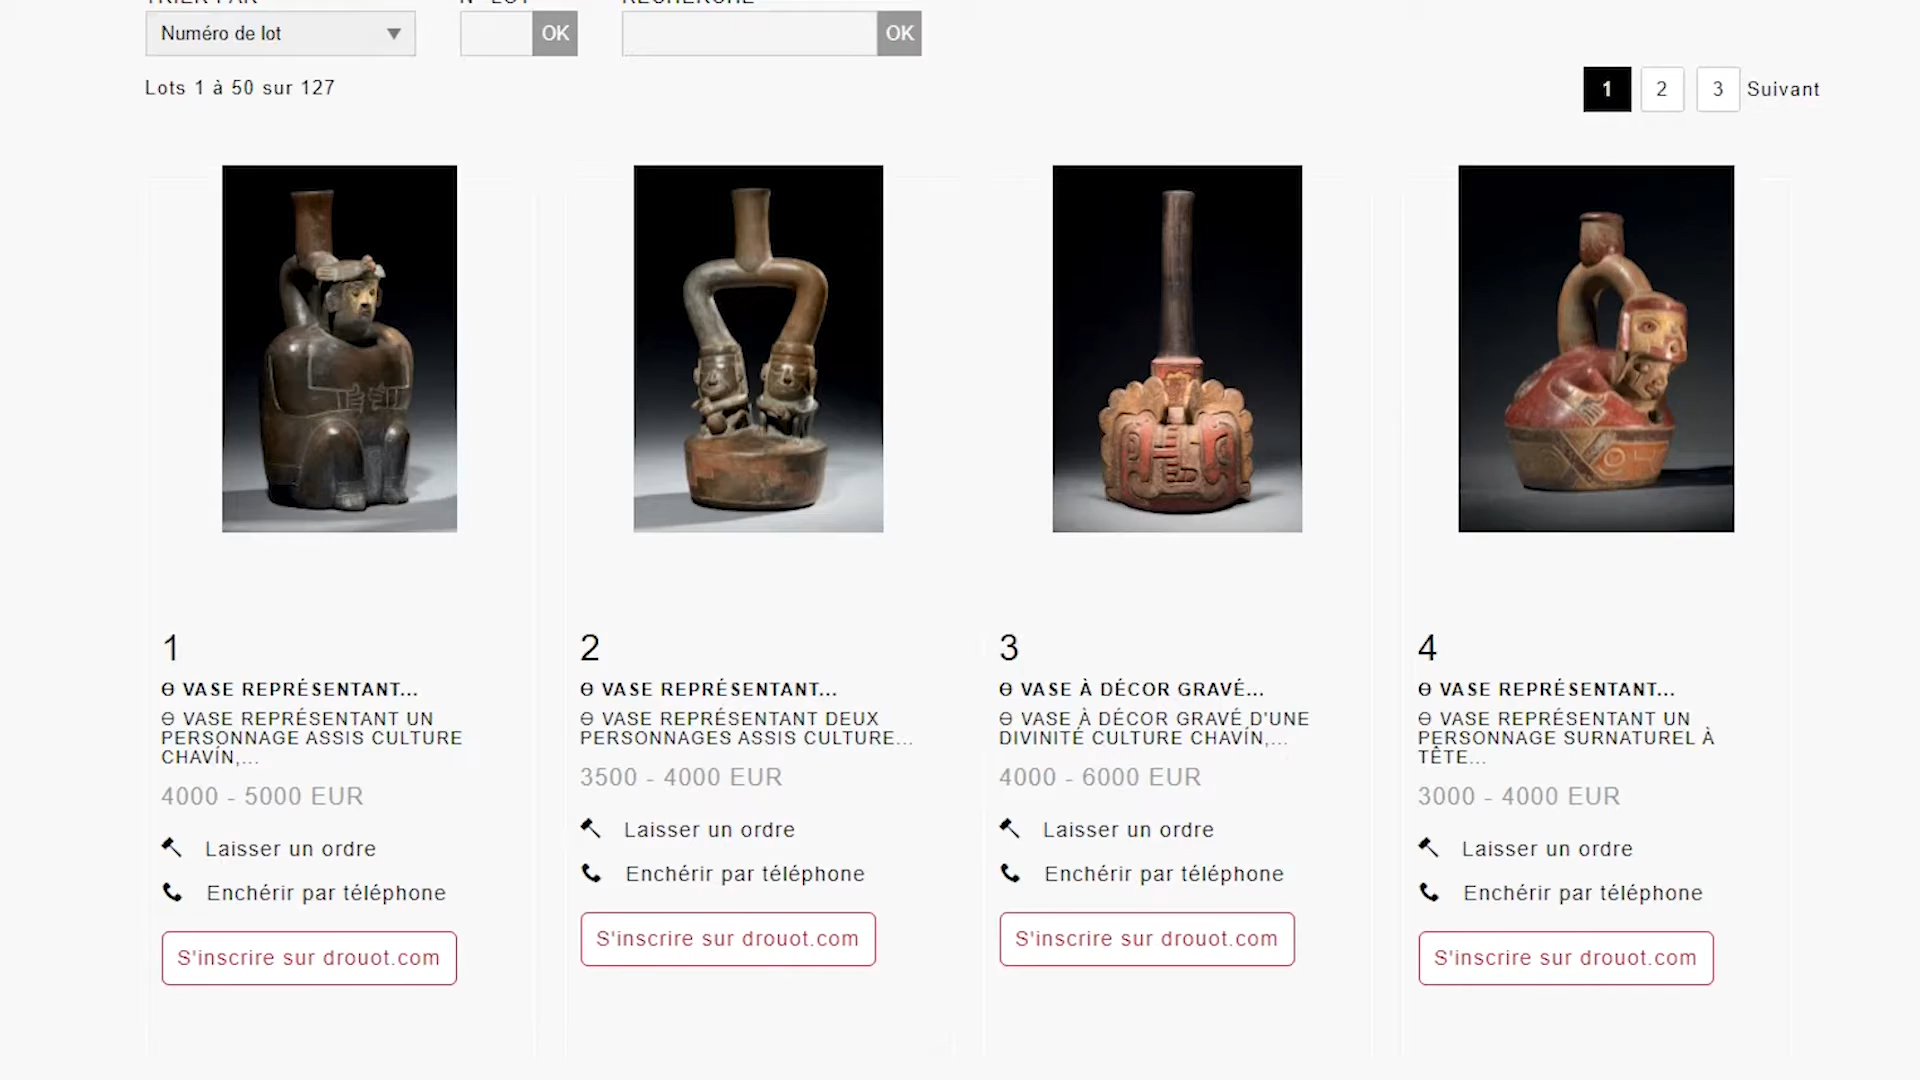 TRIER PAR
N° LOT
RECHERCHE
Numéro de lot
OK
OK
Lots 1 à 50 sur 127
1 2 3 Suivant
1
Ө VASE REPRÉSENTANT...
Ө VASE REPRÉSENTANT UN
PERSONNAGE ASSIS CULTURE
CHAVÍN,...
4000 - 5000 EUR
Laisser un ordre
Enchérir par téléphone
S'inscrire sur drouot.com
2
Ө VASE REPRÉSENTANT...
Ө VASE REPRÉSENTANT DEUX
PERSONNAGES ASSIS CULTURE...
3500 - 4000 EUR
Laisser un ordre
Enchérir par téléphone
S'inscrire sur drouot.com
3
Ө VASE À DÉCOR GRAVÉ...
Ө VASE À DÉCOR GRAVÉ D'UNE
DIVINITÉ CULTURE CHAVÍN,...
4000 - 6000 EUR
Laisser un ordre
Enchérir par téléphone
S'inscrire sur drouot.com
4
Ө VASE REPRÉSENTANT...
Ө VASE REPRÉSENTANT UN
PERSONNAGE SURNATUREL À
TÊTE...
3000 - 4000 EUR
Laisser un ordre
Enchérir par téléphone
S'inscrire sur drouot.com